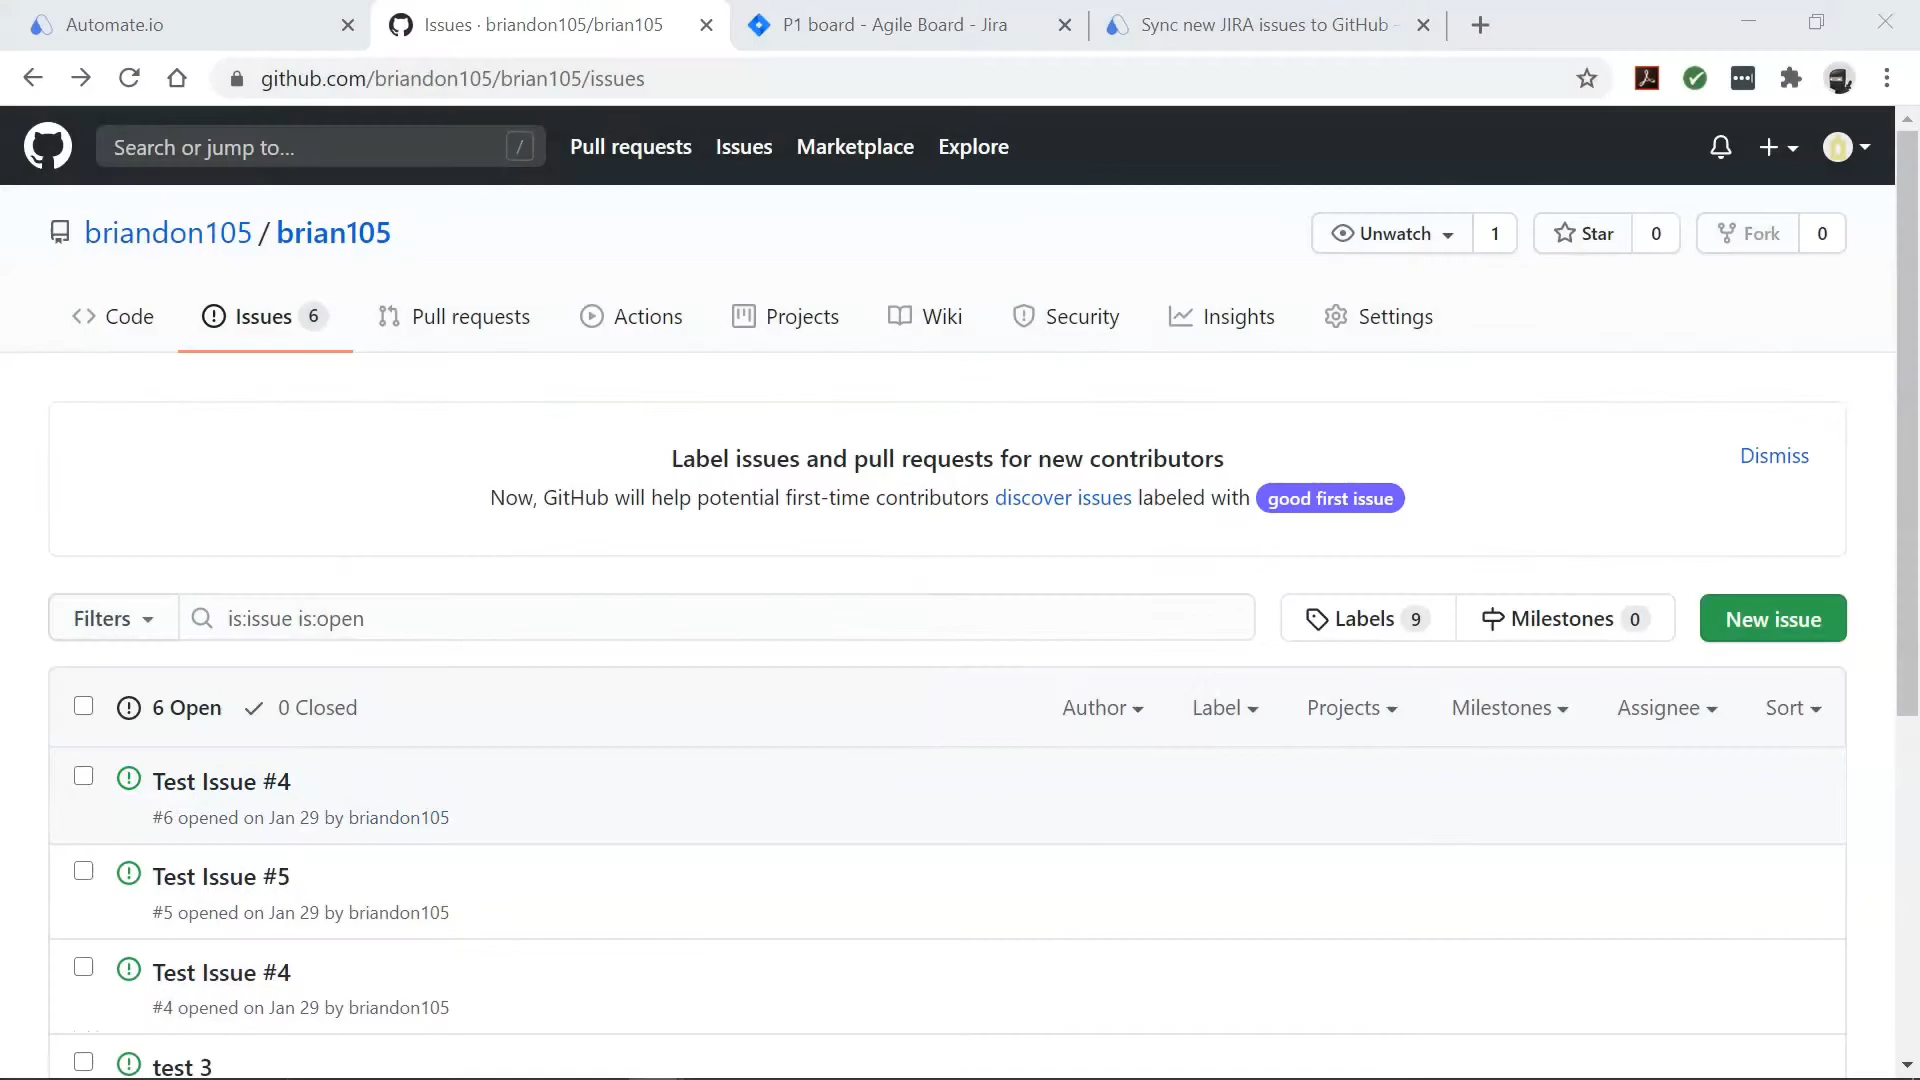 Automate.io
Issues · briandon105/brian105
P1 board - Agile Board - Jira
Sync new JIRA issues to GitHub -
github.com/briandon105/brian105/issues
Search or jump to... /
Pull requests Issues Marketplace Explore
briandon105 / brian105
Unwatch 1 Star 0 Fork 0
Code Issues 6 Pull requests Actions Projects Wiki Security Insights Settings
Label issues and pull requests for new contributors
Dismiss
Now, GitHub will help potential first-time contributors discover issues labeled with good first issue
Filters is:issue is:open Labels 9 Milestones 0 New issue
6 Open 0 Closed Author Label Projects Milestones Assignee Sort
Test Issue #4
#6 opened on Jan 29 by briandon105
Test Issue #5
#5 opened on Jan 29 by briandon105
Test Issue #4
#4 opened on Jan 29 by briandon105
test 3